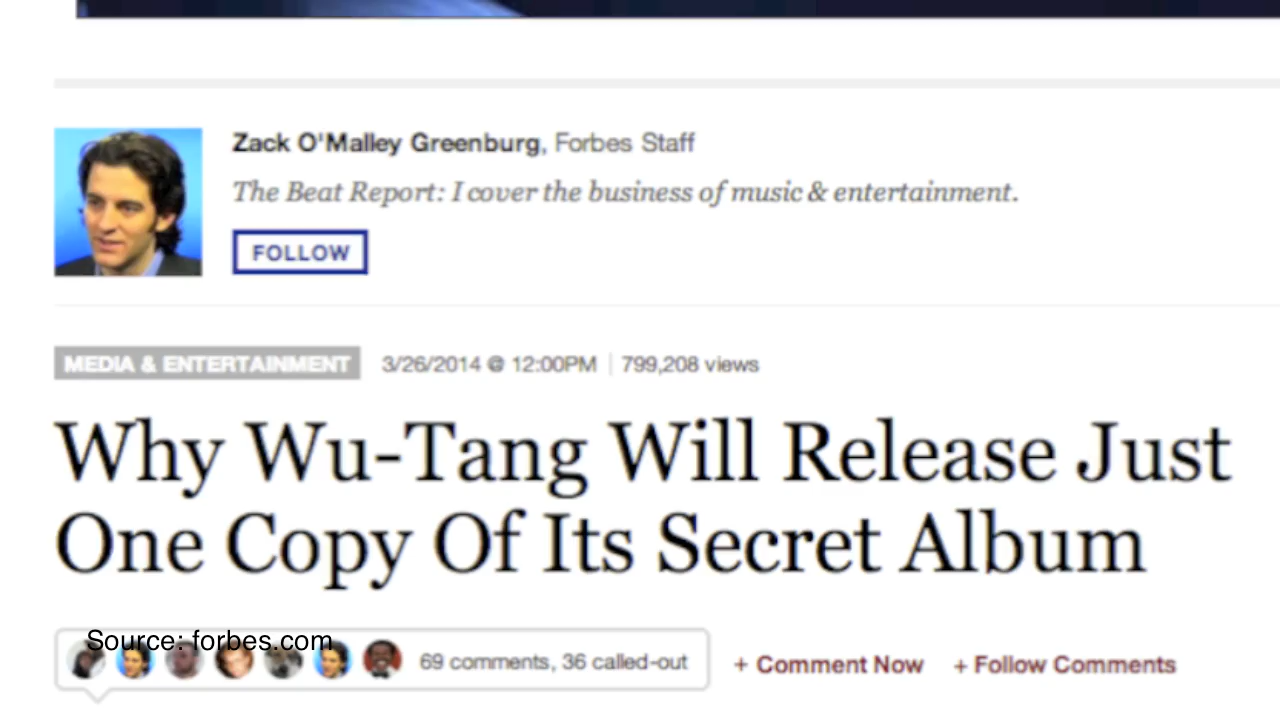 Zack O'Malley Greenburg, Forbes Staff
The Beat Report: I cover the business of music & entertainment.
FOLLOW
MEDIA & ENTERTAINMENT 3/26/2014 @ 12:00PM 799,208 views
Why Wu-Tang Will Release Just
One Copy Of Its Secret Album
Source: forbes.com
69 comments, 36 called-out + Comment Now + Follow Comments